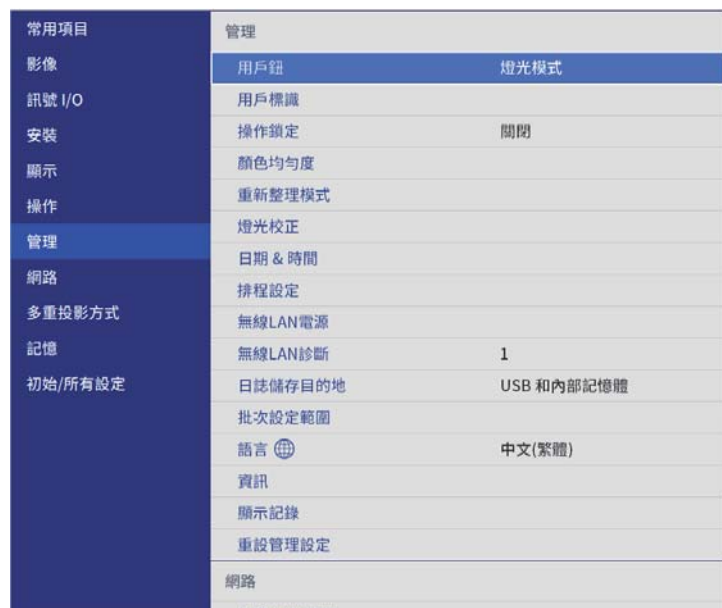 常用項目
影像
訊號 I/O
安裝
顯示
操作
管理
網路
多重投影方式
記憶
初始/所有設定
管理
用戶鈕 燈光模式
用戶標識
操作鎖定 關閉
顏色均勻度
重新整理模式
燈光校正
日期 & 時間
排程設定
無線LAN電源
無線LAN診斷 1
日誌儲存目的地 USB 和內部記憶體
批次設定範圍
語言 中文(繁體)
資訊
顯示記錄
重設管理設定
網路